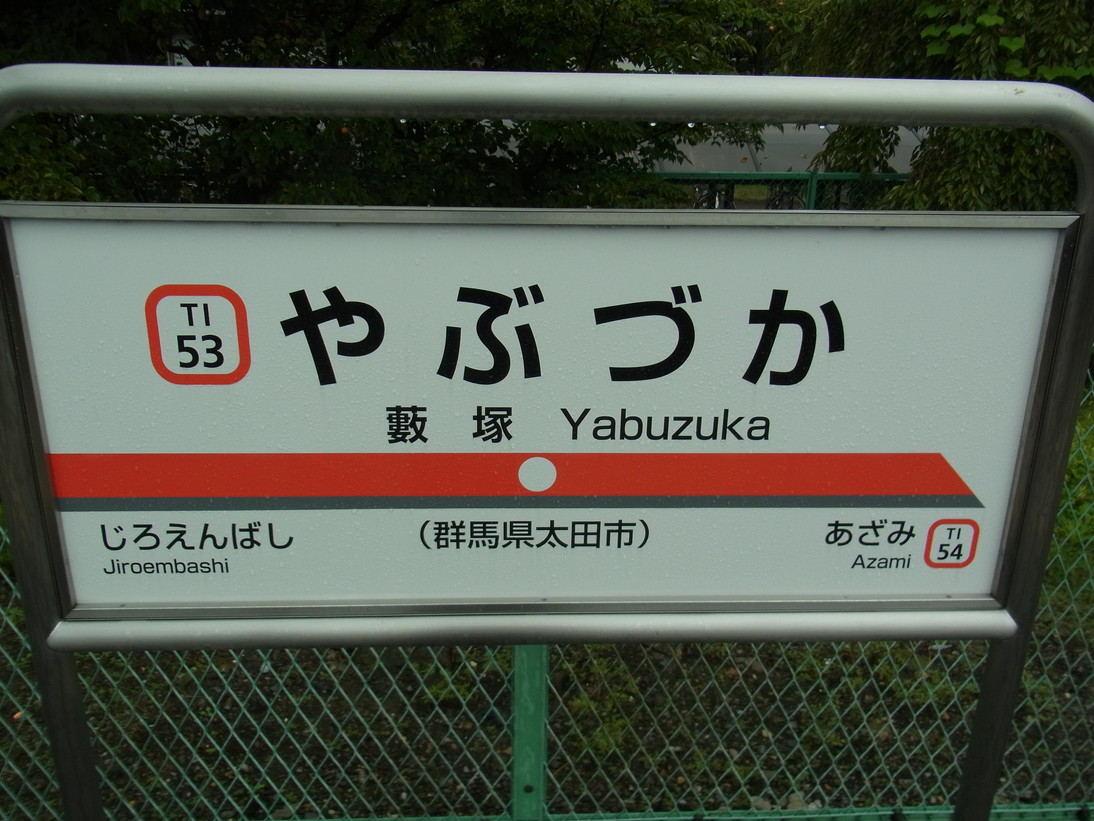 TI
53
やぶづか
藪塚 Yabuzuka
じろえんばし
Jiroembashi
（群馬県太田市）
あざみ
Azami
TI
54